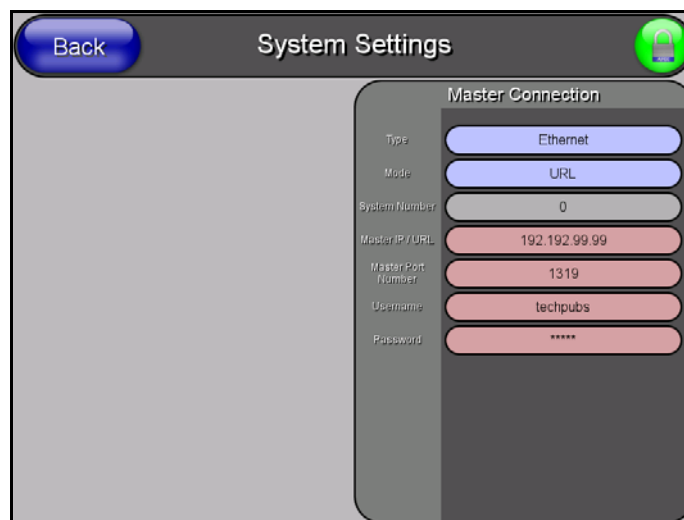 Back
System Settings
Master Connection
Type
Ethernet
Mode
URL
System Number
0
Master IP / URL
192.192.99.99
Master Port
Number
1319
Username
techpubs
Password
*****